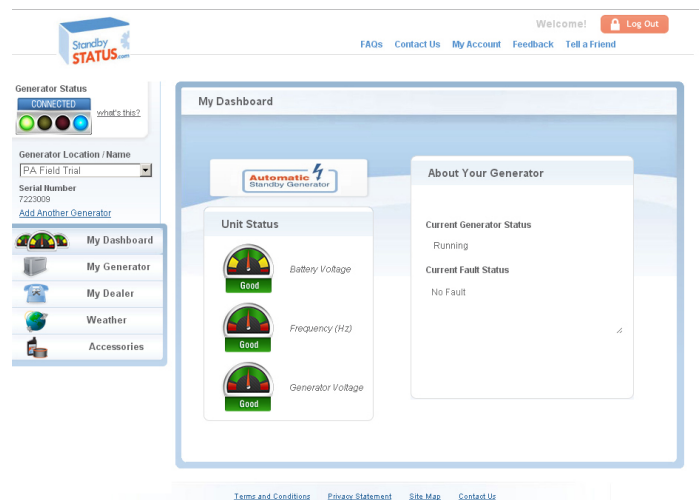 Welcome!
Log Out
Standby
STATUS.com
FAQs Contact Us My Account Feedback Tell a Friend
Generator Status
CONNECTED
what's this?
Generator Location / Name
PA Field Trial
Serial Number
7223009
Add Another Generator
My Dashboard
My Generator
My Dealer
Weather
Accessories
My Dashboard
Automatic
Standby Generator
Unit Status
Good
Battery Voltage
Good
Frequency (Hz)
Good
Generator Voltage
About Your Generator
Current Generator Status
Running
Current Fault Status
No Fault
Terms and Conditions Privacy Statement Site Map Contact Us